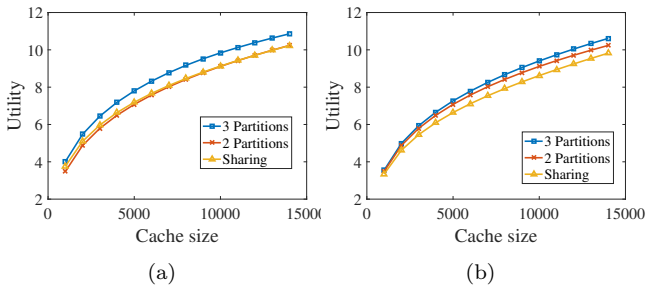 12
10
8
6
4
2
Utility
3 Partitions
2 Partitions
Sharing
0 5000 10000 15000
Cache size
(a)
12
10
8
6
4
2
Utility
3 Partitions
2 Partitions
Sharing
0 5000 10000 15000
Cache size
(b)